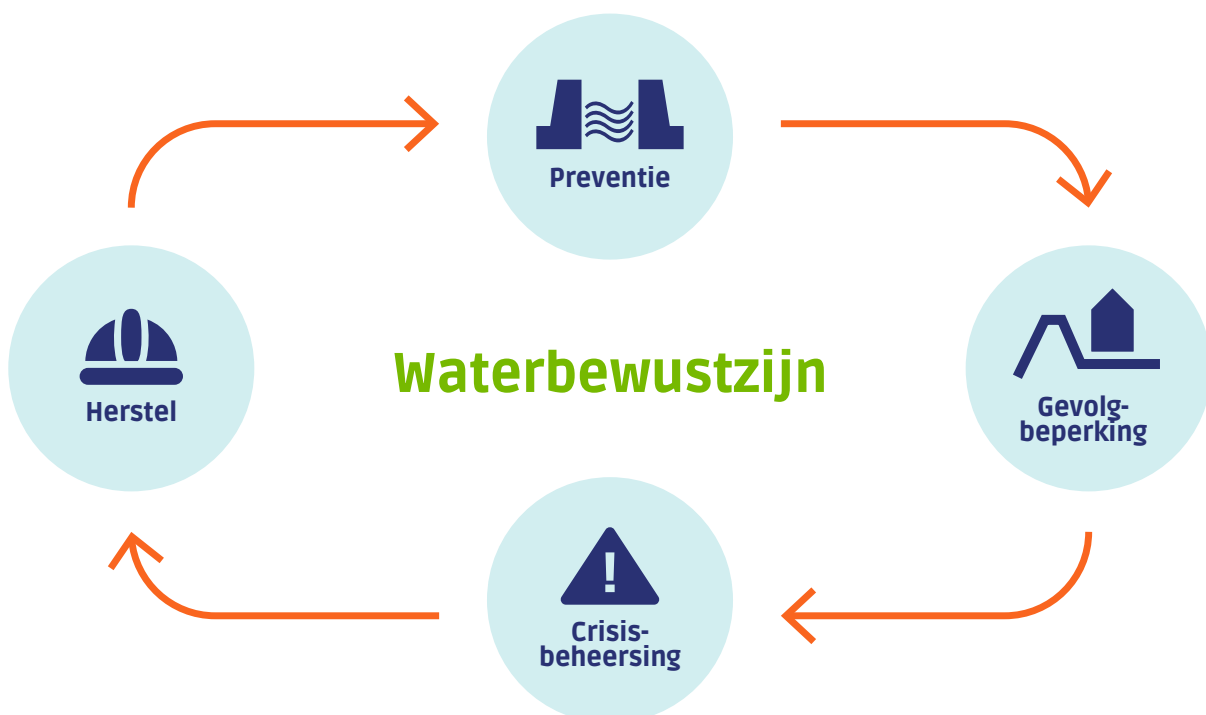 Preventie
Herstel
Waterbewustzijn
Gevolg-
beperking
!
Crisis-
beheersing